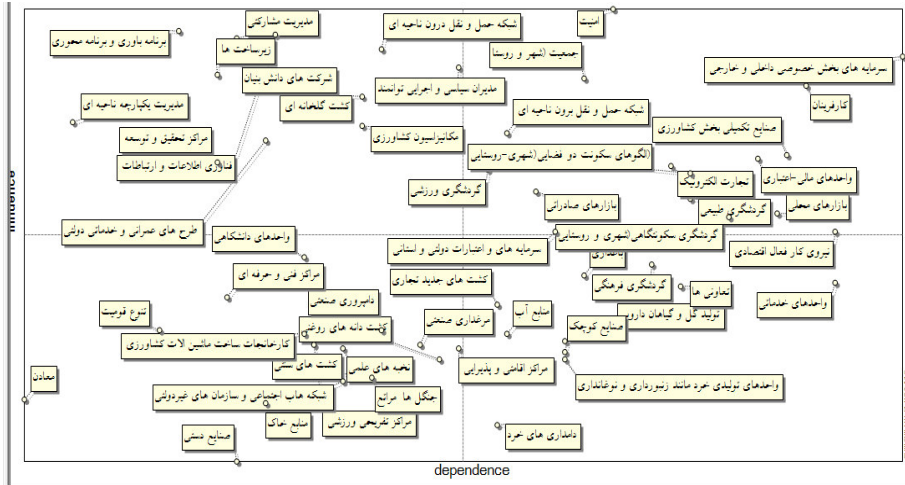 امنیت
مدیریت مشارکتی
شبکه حمل و نقل درون ناحیه ای
برنامه باوری و برنامه محوری
زیرساخت ها
جمعیت (شهر و روستا
سرمایه های بخش خصوصی داخلی و خارجی
شرکت های دانش بنیان
مدیران سیاسی و اجرایی توانمند
کارفرینان
مدیریت یکپارچه ناحیه ای
کشت گلخانه ای
شبکه حمل و نقل برون ناحیه ای
صنایع تکمیلی بخش کشاورزی
مراکز تحقیق و توسعه
مکانیزاسیون کشاورزی
فناوری اطلاعات و ارتباطات
(الگوهای سکونت دو فضایی(شهری-روستایی
واحدهای مالی-اعتباری
تجارت الکترونیک
گردشگری ورزشی
بازارهای صادراتی
گردشگری طبیعی
بازارهای محلی
influence
طرح های عمرانی و خدماتی دولتی
واحدهای دانشگاهی
گردشگری سکونتگاهی(شهری و روستایی
سرمایه های و اعتبارات دولتی و استانی
نیروی کار فعال اقتصادی
باغداری
مراکز فنی و حرفه ای
کشت های جدید تجاری
گردشگری فرهنگی
تعاونی ها
واحدهای خدماتی
دامپروری صنعتی
تنوع قومیت
منابع آب
مرغداری صنعتی
تولید گل و گیاهان
صنایع کوچک
کشت دانه های روغنی
کارخانجات ساخت ماشین الات کشاورزی
کشت های سنتی
نخبه های علمی
مراکز اقامتی و پذیرایی
معادن
واحدهای تولیدی خرد مانند زنبورداری و نوغانداری
شبکه هاب اجتماعی و سازمان های غیردولتی
جنگل ها مراتع
منابع خاک
مراکز تفریحی ورزشی
صنایع دستی
دامداری های خرد
dependence